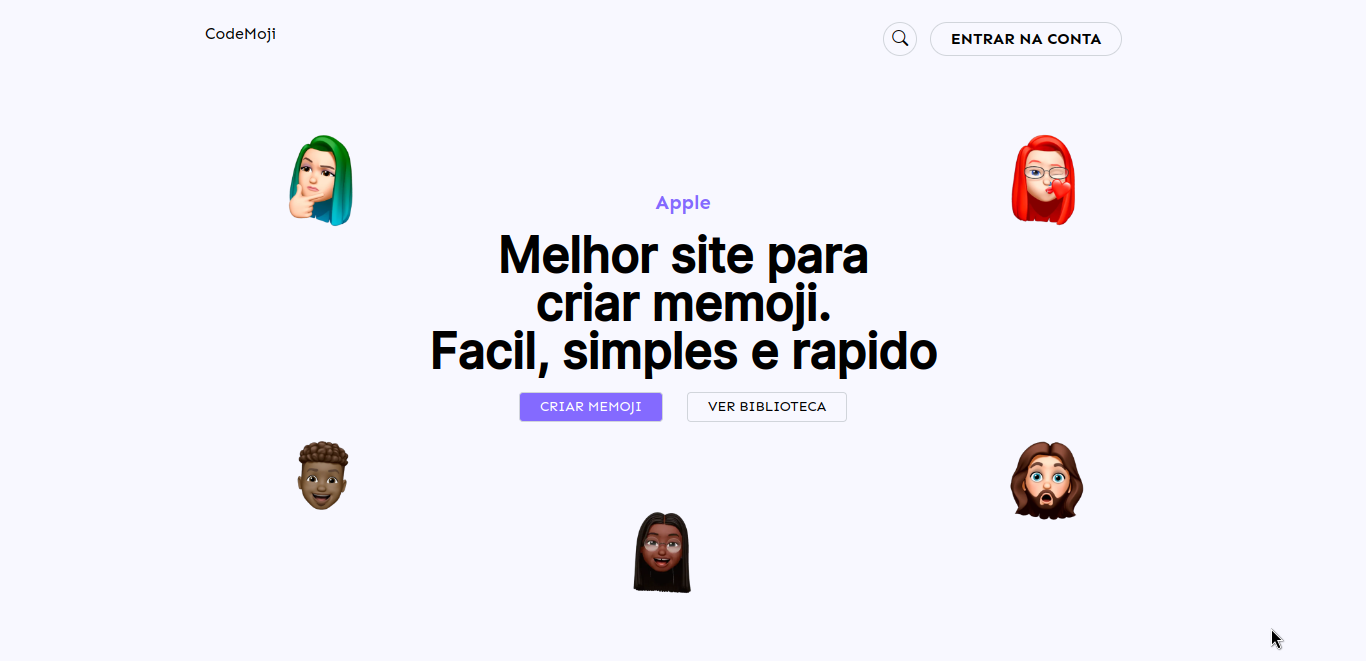 CodeMoji
ENTRAR NA CONTA
Apple
Melhor site para
criar memoji.
Facil, simples e rapido
CRIAR MEMOJI
VER BIBLIOTECA